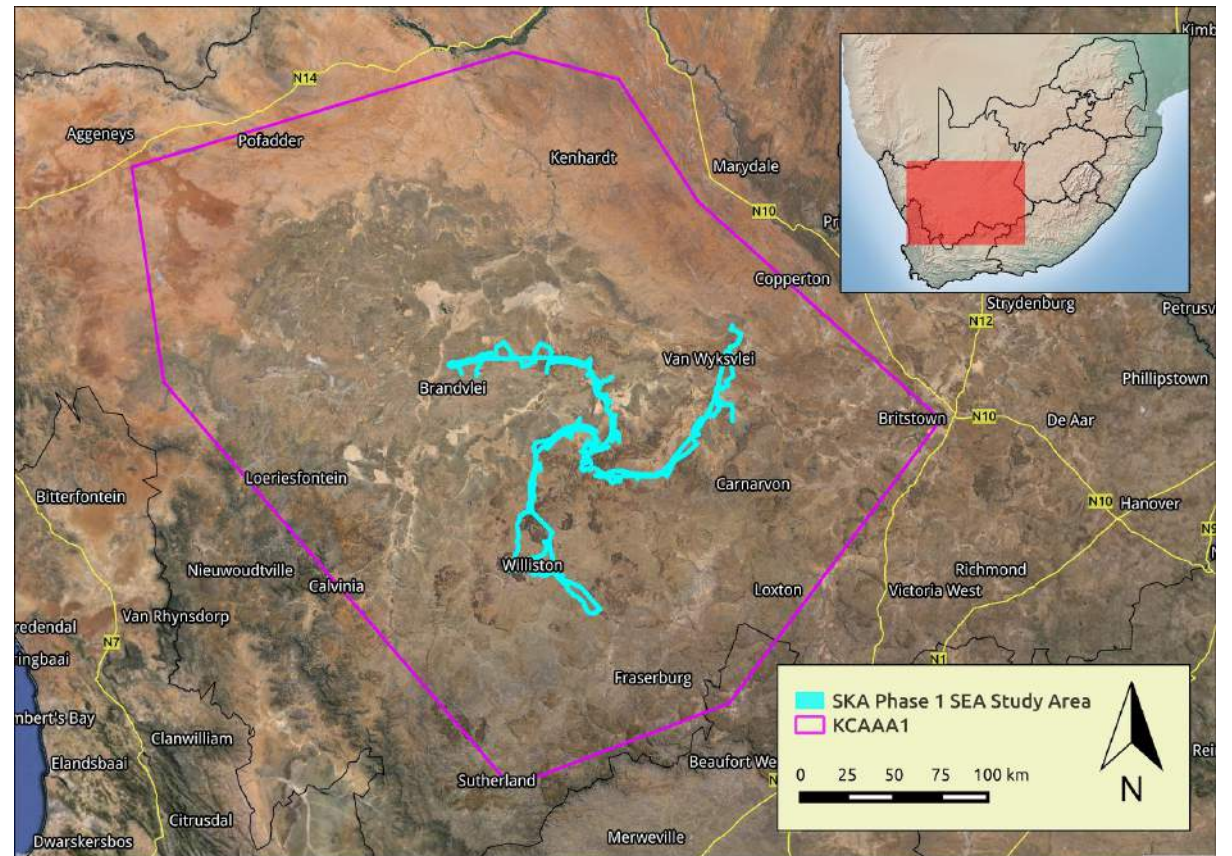 Kimb
N14
Aggeneys
Pofadder
Kenhardt
Marydale
N10
Pr
Copperton
Strydenburg
Petrusv
N12
Van Wyksvlei
Brandvlei
Phillipstown
Britstown
N10
De Aar
Loeriesfontein
Carnarvon
Bitterfontein
N10
Hanover
N9
Nieuwoudtville
Williston
Richmond
Calvinia
Loxton
Victoria West
Van Rhynsdorp
redendal
N7
ringbaai
N1
Fraserburg
SKA Phase 1 SEA Study Area
KCAAA1
mbert's Bay
Clanwilliam
Rei
Elandsbaai
Beaufort We
0 25 50 75 100 km
Sutherland
N
Citrusdal
Dwarskersbos
Merweville